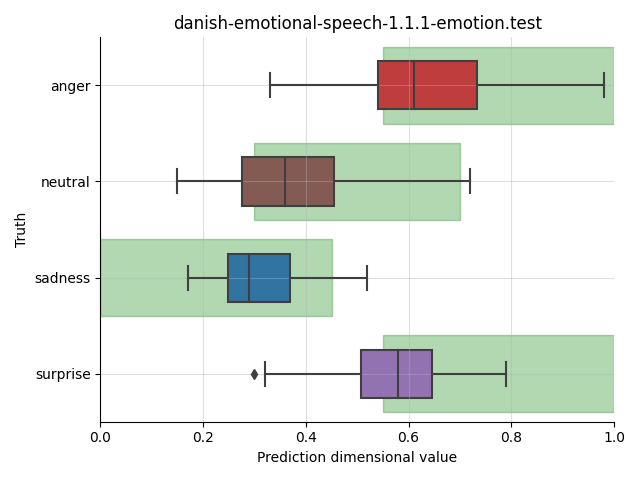 danish-emotional-speech-1.1.1-emotion.test
anger
neutral
sadness
surprise
Truth
0.0 0.2 0.4 0.6 0.8 1.0
Prediction dimensional value